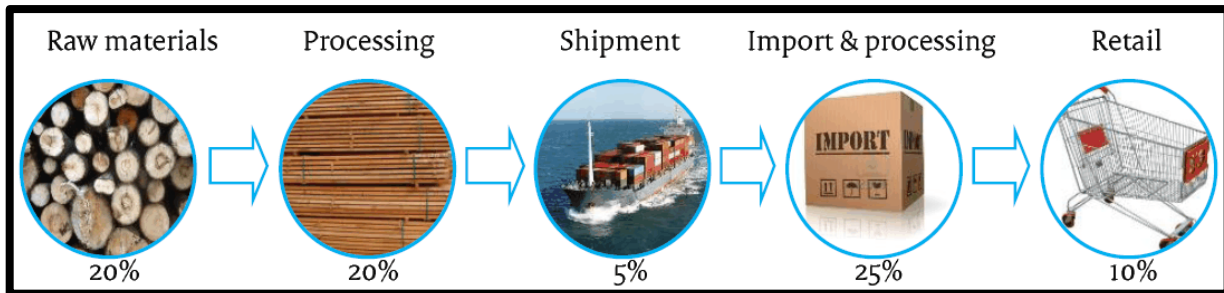 Raw materials
Processing
Shipment
Import & processing
Retail
IMPORT
20%
20%
5%
25%
10%